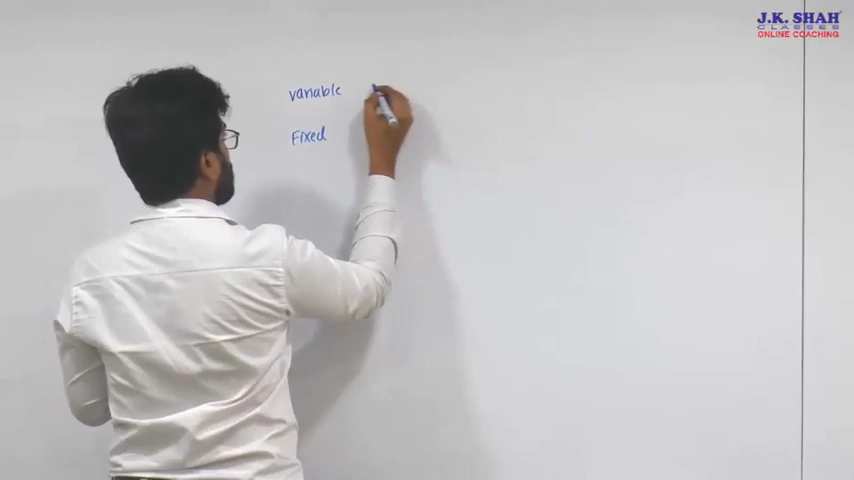 J.K. SHAH
CLASSES
ONLINE COACHING
variable
Fixed